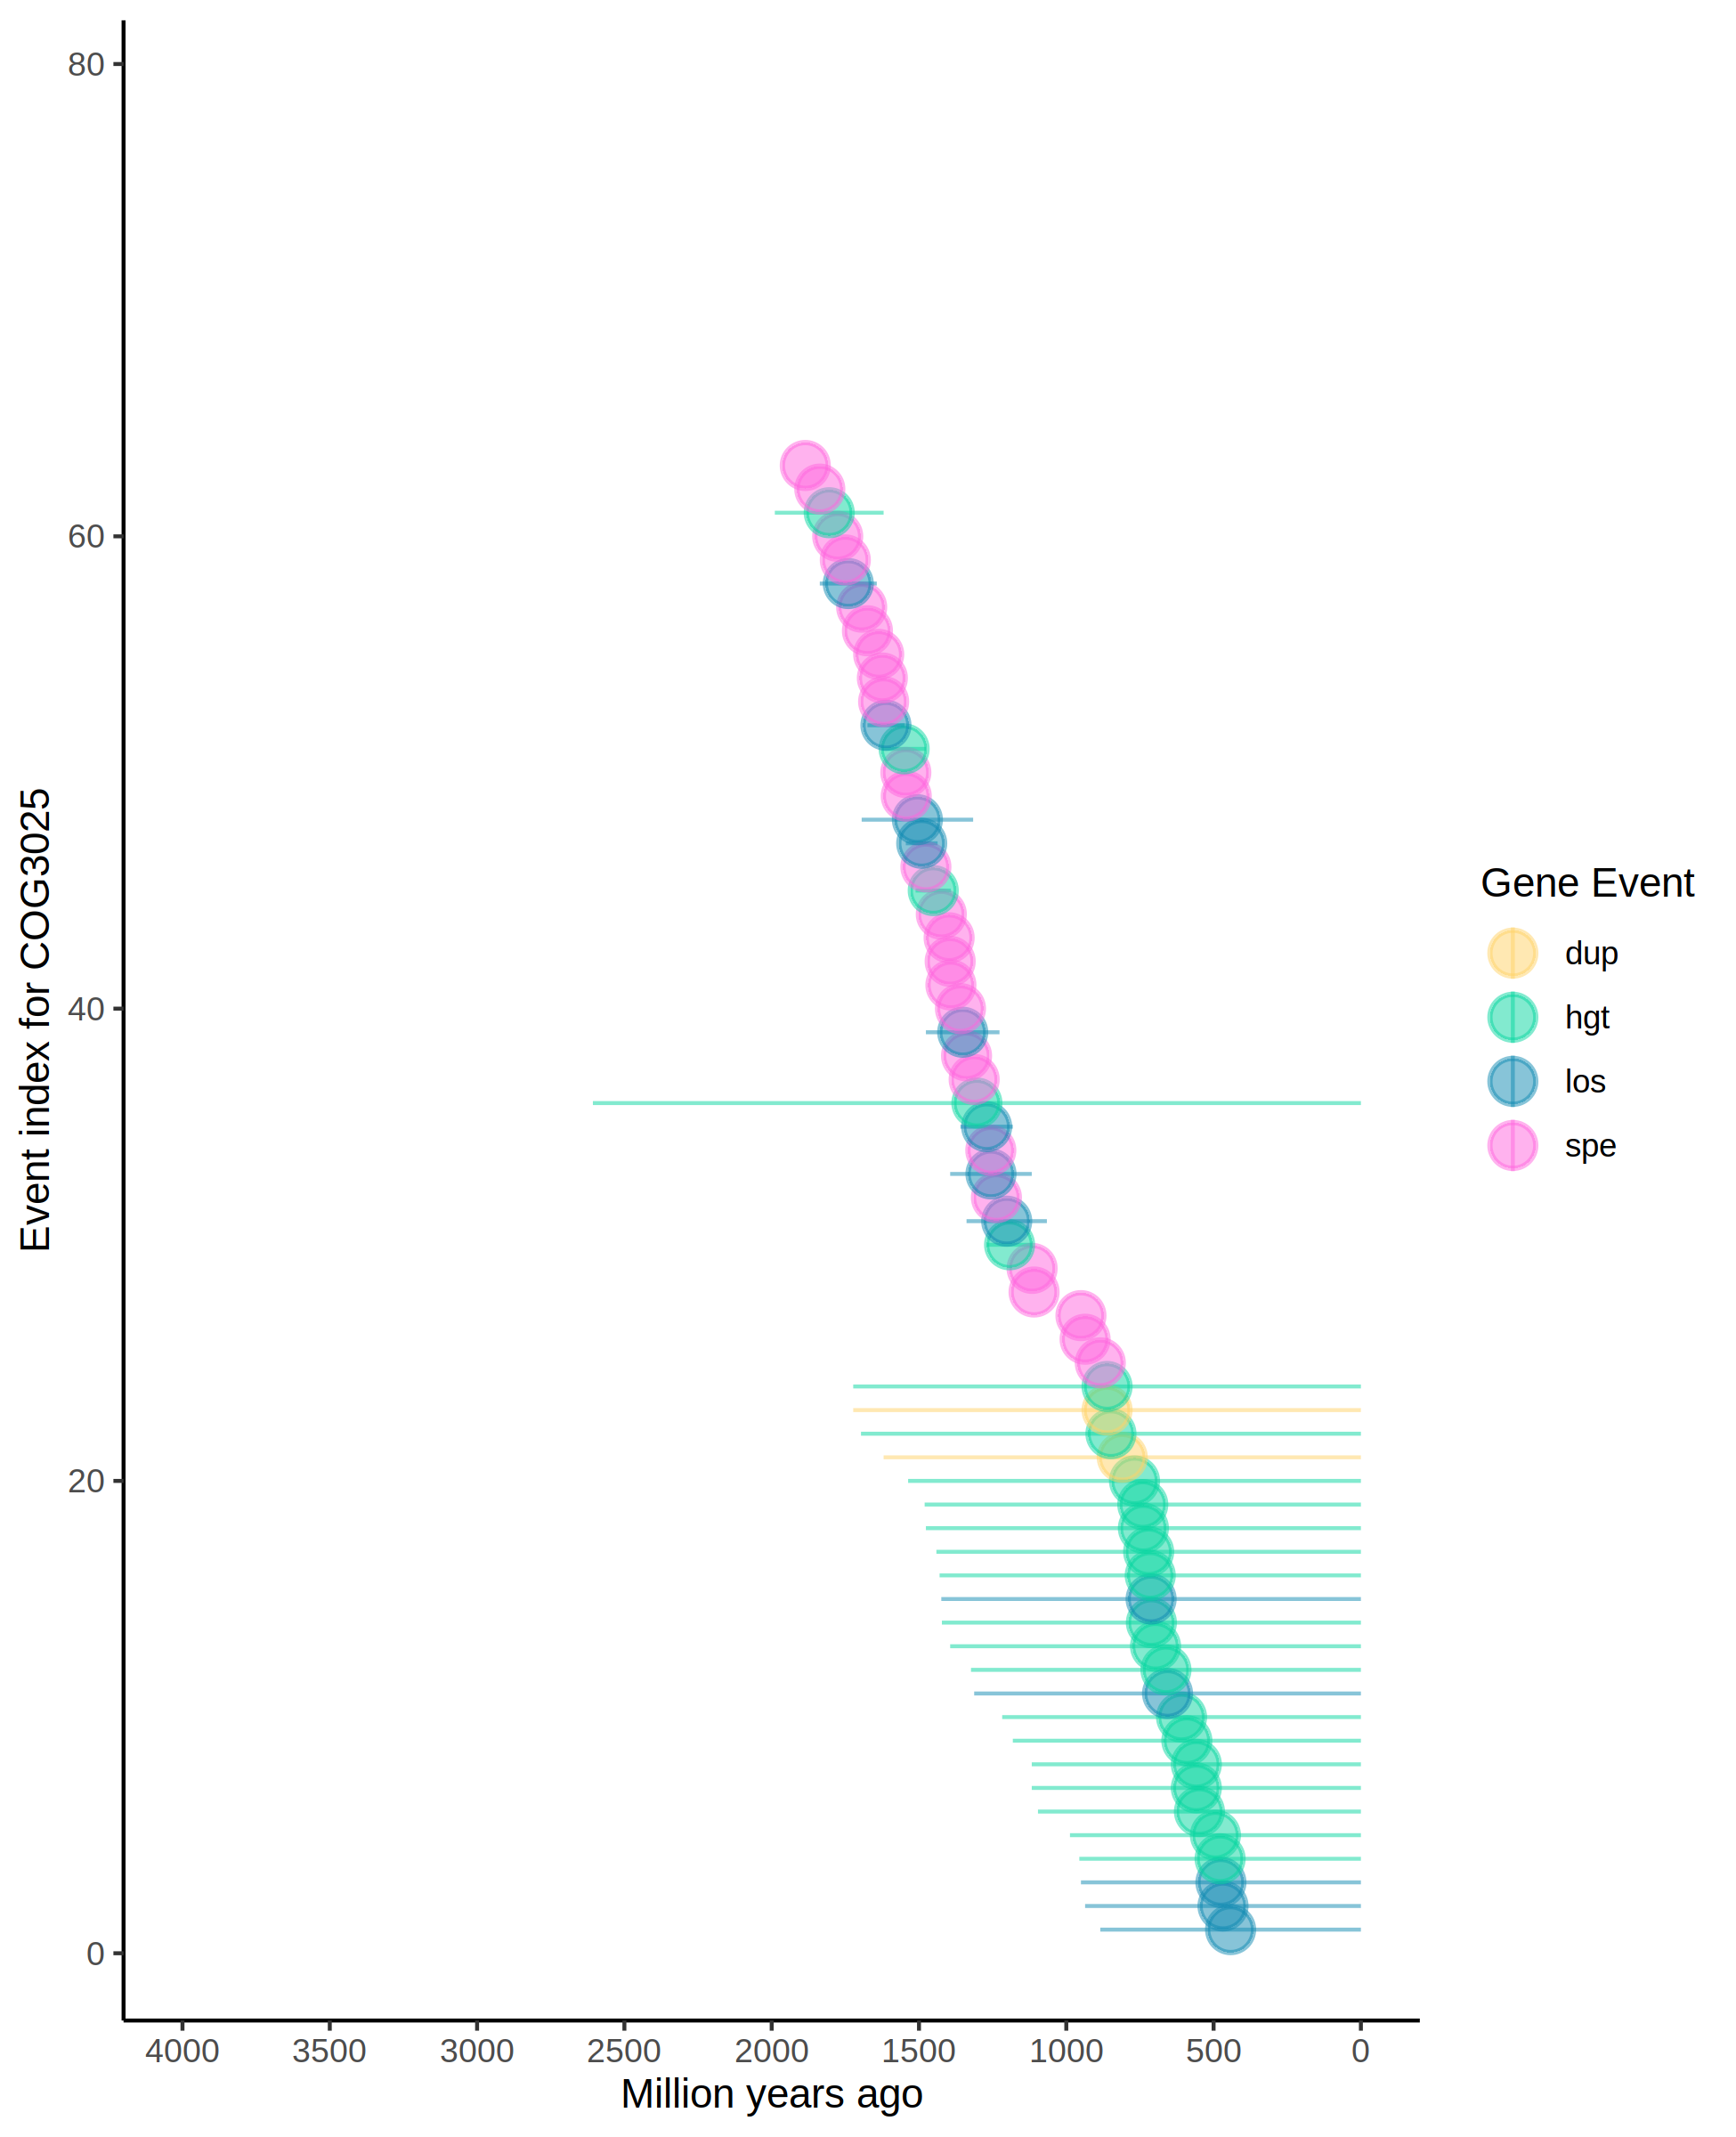 80
60
40
20
0
Event index for COG3025
4000 3500 3000 2500 2000 1500 1000 500 0
Million years ago
Gene Event
dup
hgt
los
spe